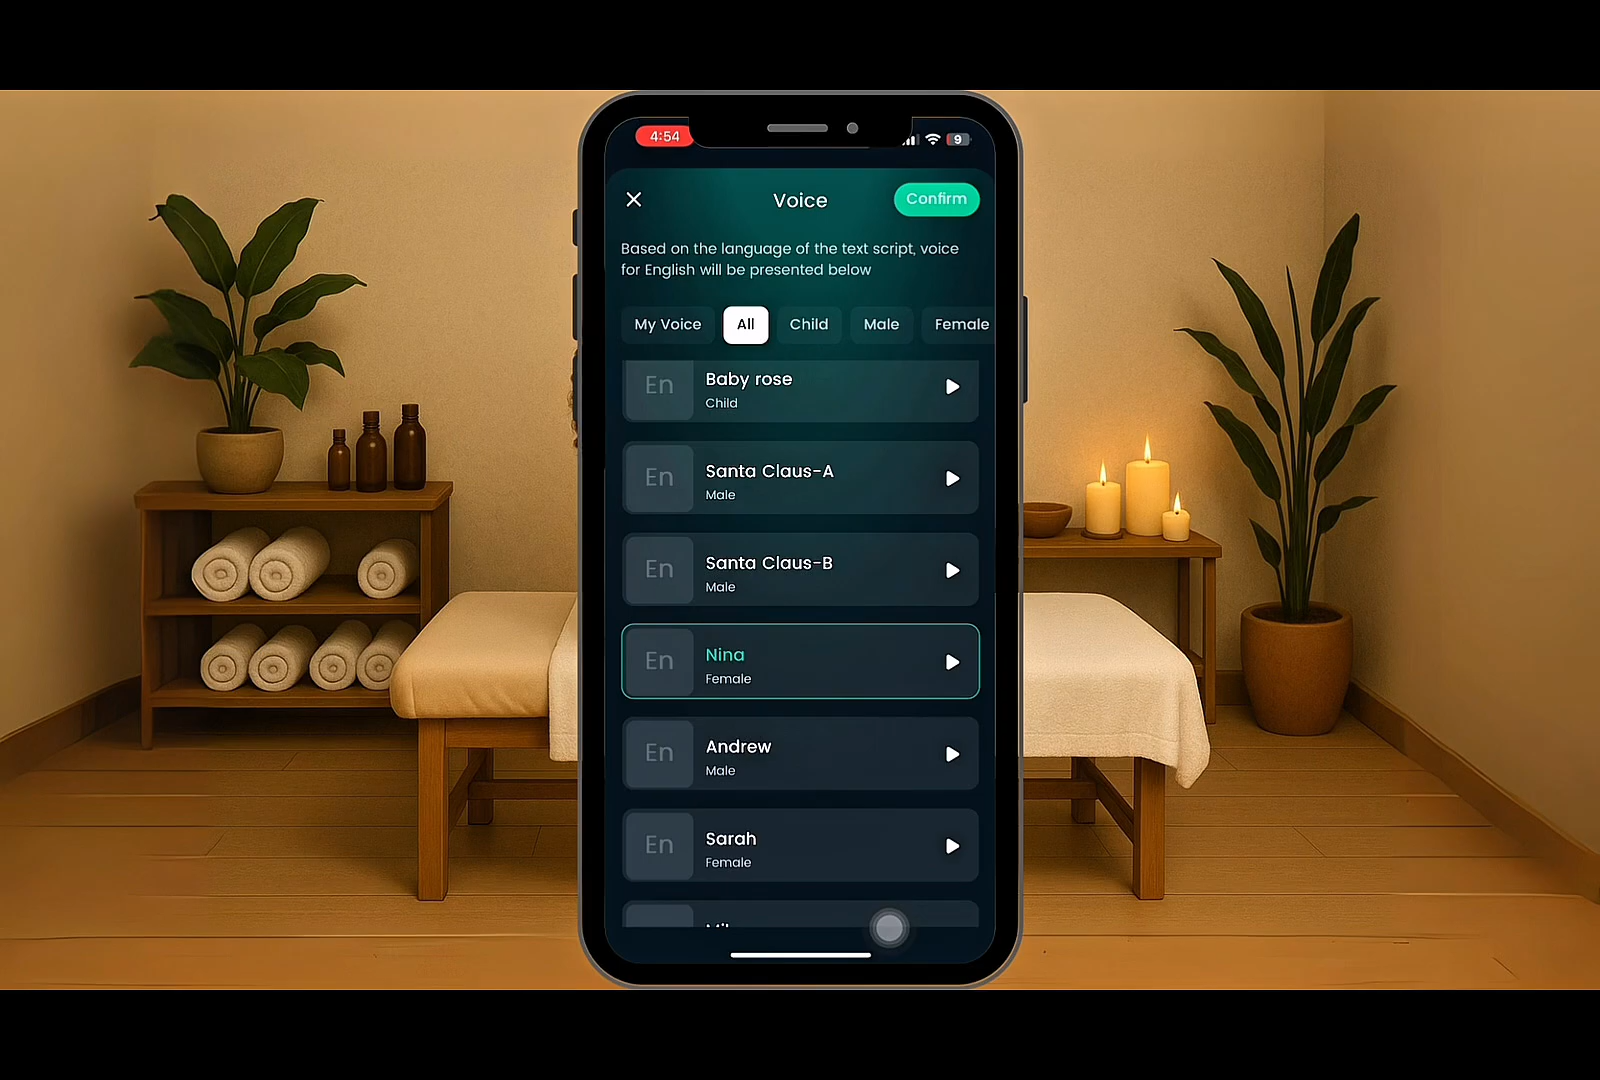 4:54
9
Voice
Confirm
Based on the language of the text script, voice
for English will be presented below
My Voice
All
Child
Male
Female
En
Baby rose
Child
En
Santa Claus-A
Male
En
Santa Claus-B
Male
En
Nina
Female
En
Andrew
Male
En
Sarah
Female